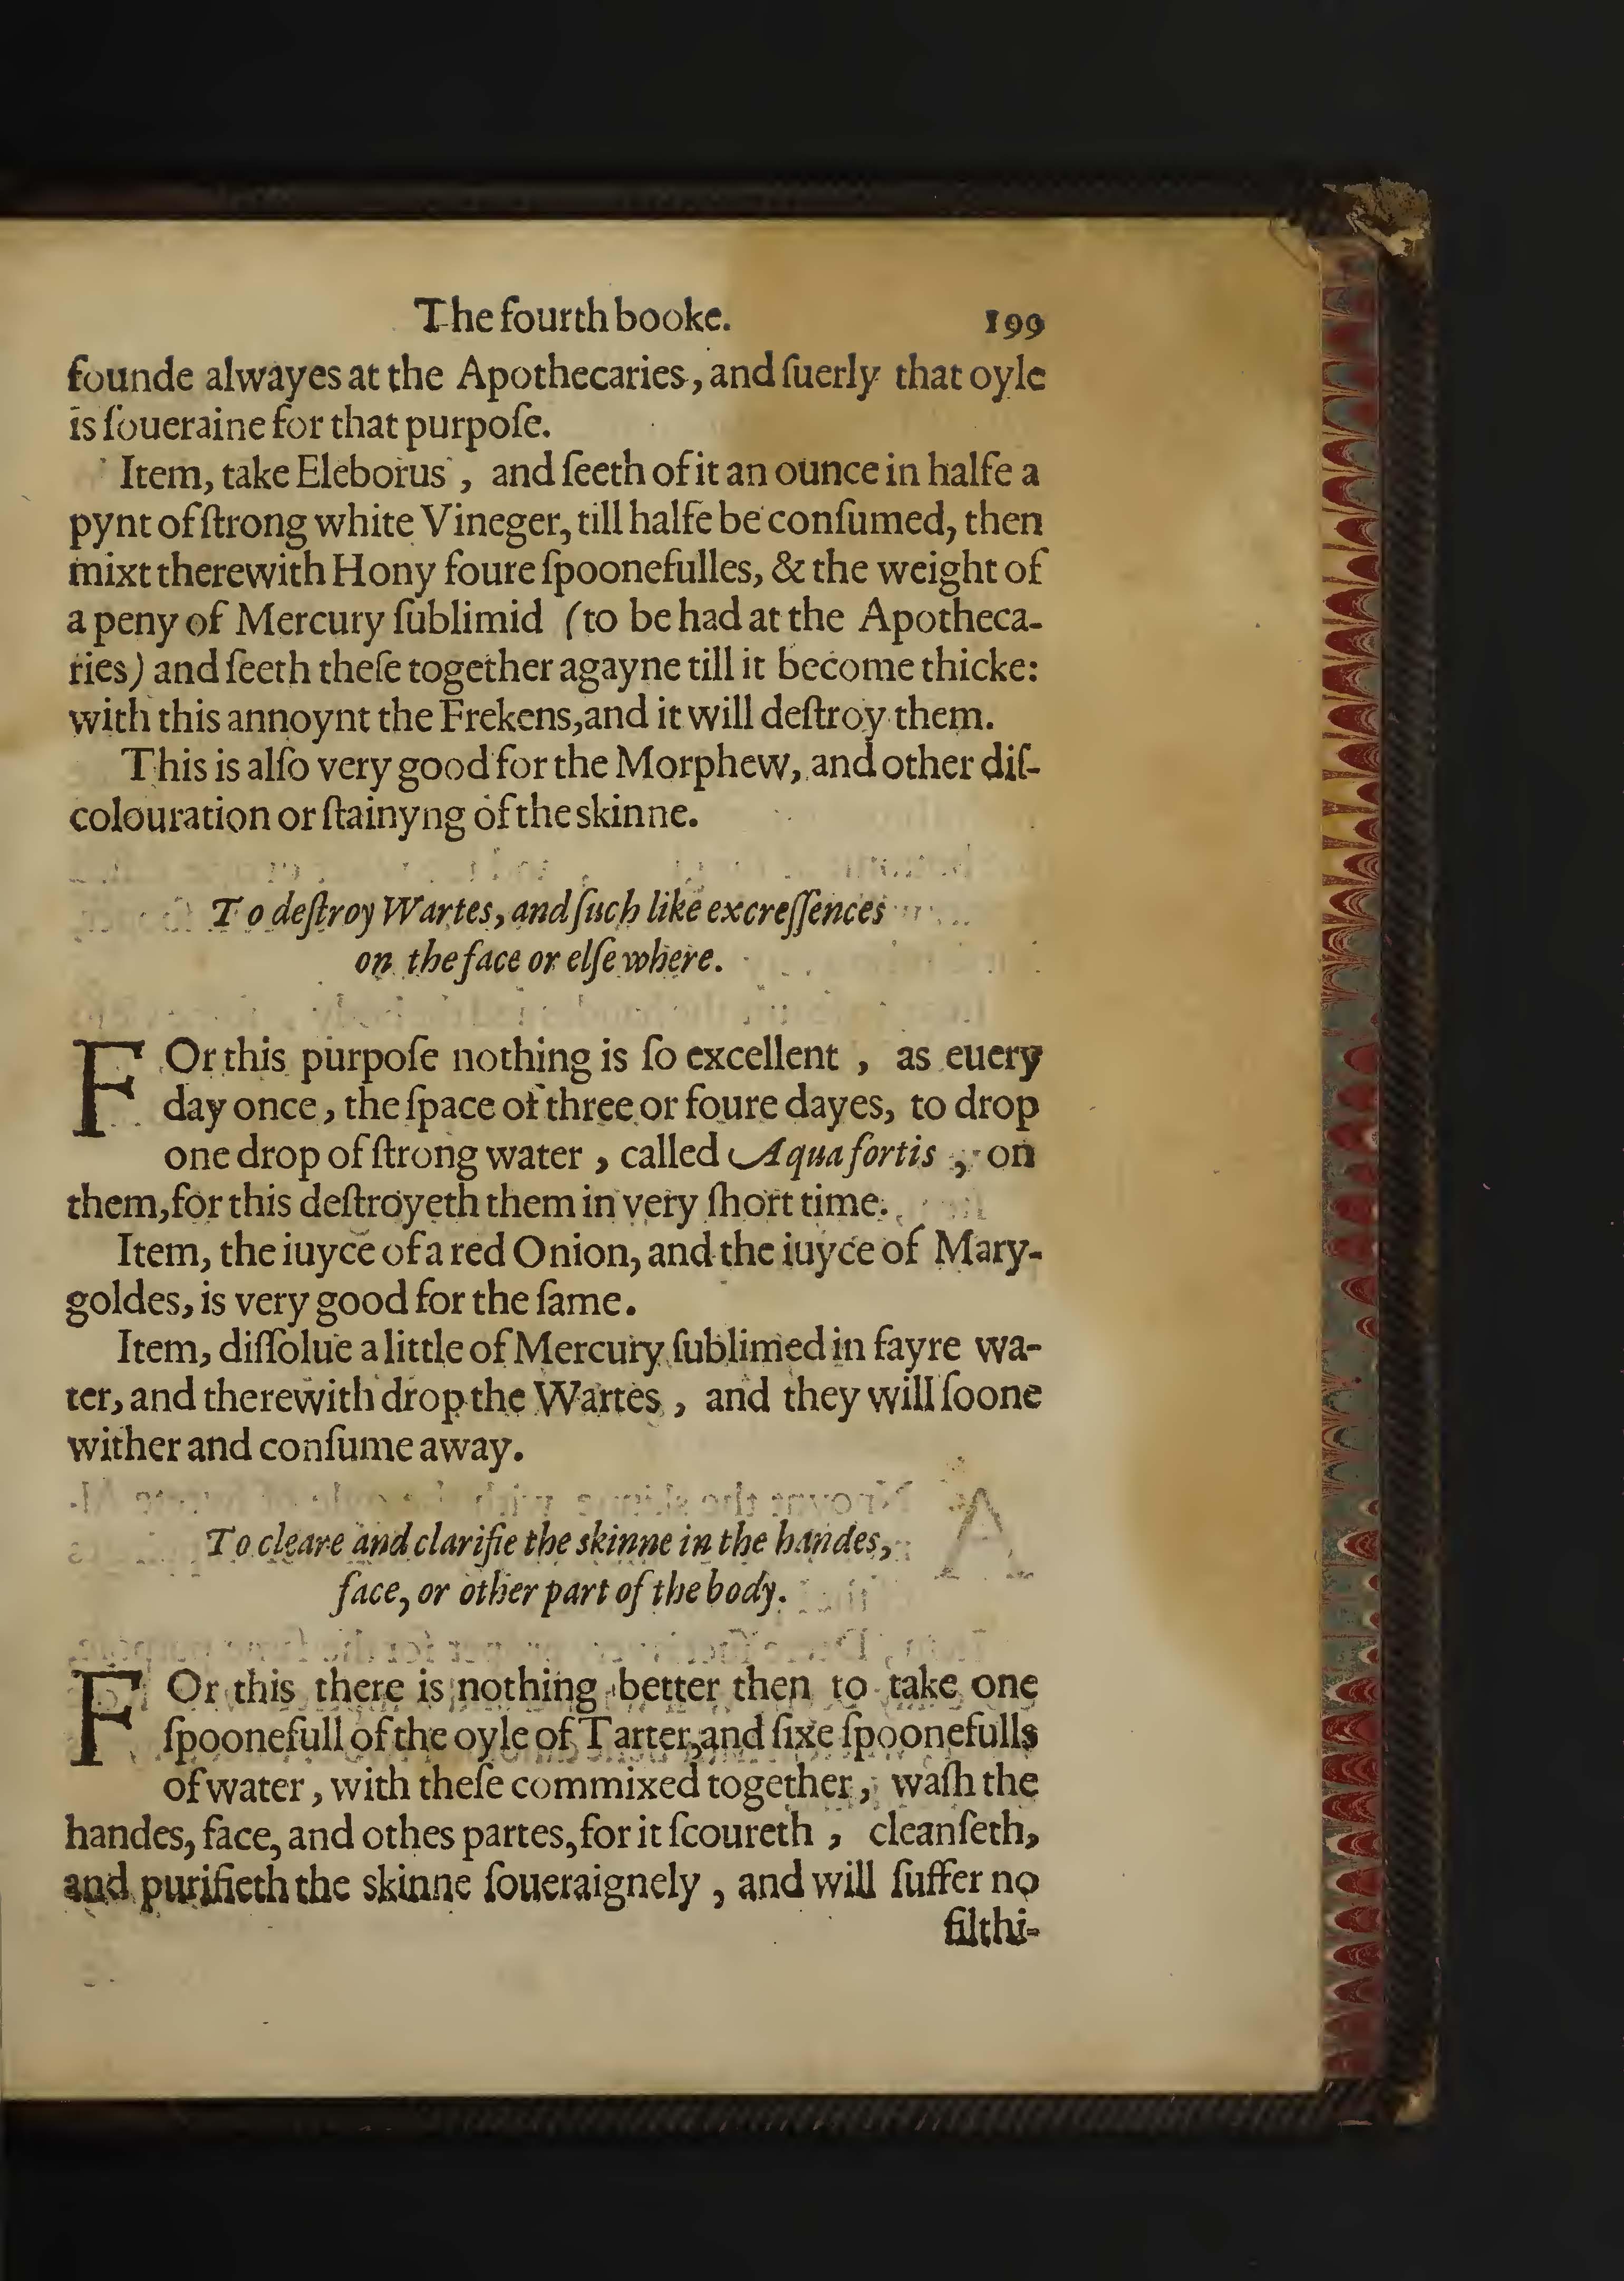 The fourth booke. 199
founde alwayes at the Apothecaries, and ſuerly that oyle
is ſoueraine for that purpoſe.
Item, take Eleborus, and ſeeth of it an ounce in halfe a
pynt of ſtrong white Vineger, till halfe be conſumed, then
mixt therewith Hony foure ſpoonefulles, & the weight of
a peny of Mercury ſublimid (to be had at the Apotheca-
ries) and ſeeth theſe together agayne till it become thicke:
with this annoynt the Frekens, and it will deſtroy them.
This is alſo very good for the Morphew, and other diſ-
colouration or ſtainyng of the skinne.
To deſtroy Wartes, and ſuch like excreſſences
on the face or elſe where.
FOr this purpoſe nothing is ſo excellent, as euery
day once, the ſpace of three or foure dayes, to drop
one drop of ſtrong water, called Aqua fortis, on
them, for this deſtroyeth them in very ſhort time.
Item, the iuyce of a red Onion, and the iuyce of Mary-
goldes, is very good for the ſame.
Item, diſſolue a little of Mercury ſublimed in fayre wa-
ter, and therewith drop the Wartes, and they will ſoone
wither and conſume away.
To cleare and clarifie the skinne in the handes,
face, or other part of the body.
FOr this there is nothing better then to take one
ſpoonefull of the oyle of Tarter, and ſixe ſpoonefulls
of water, with theſe commixed together, waſh the
handes, face, and othes partes, for it ſcoureth, cleanſeth,
and purifieth the skinne ſoueraignely, and will ſuffer no
filthi-